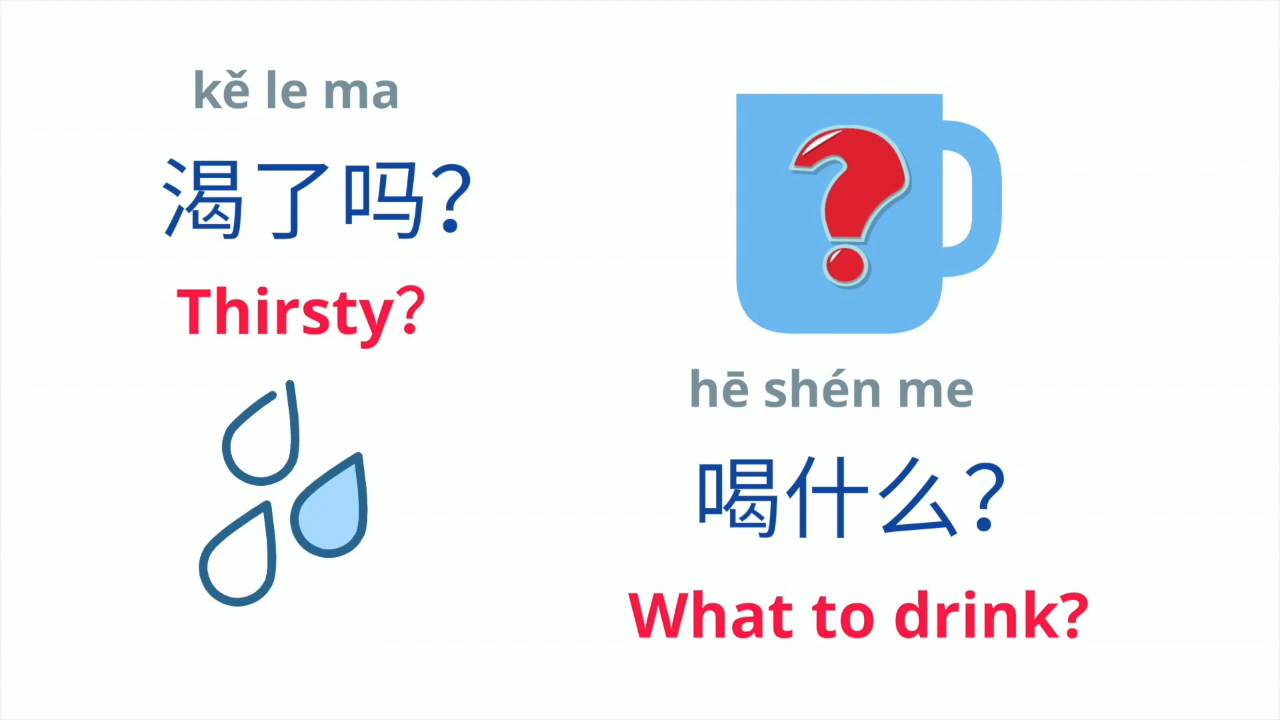 kě le ma
渴了吗？
Thirsty？
?
hē shén me
喝什么？
What to drink?